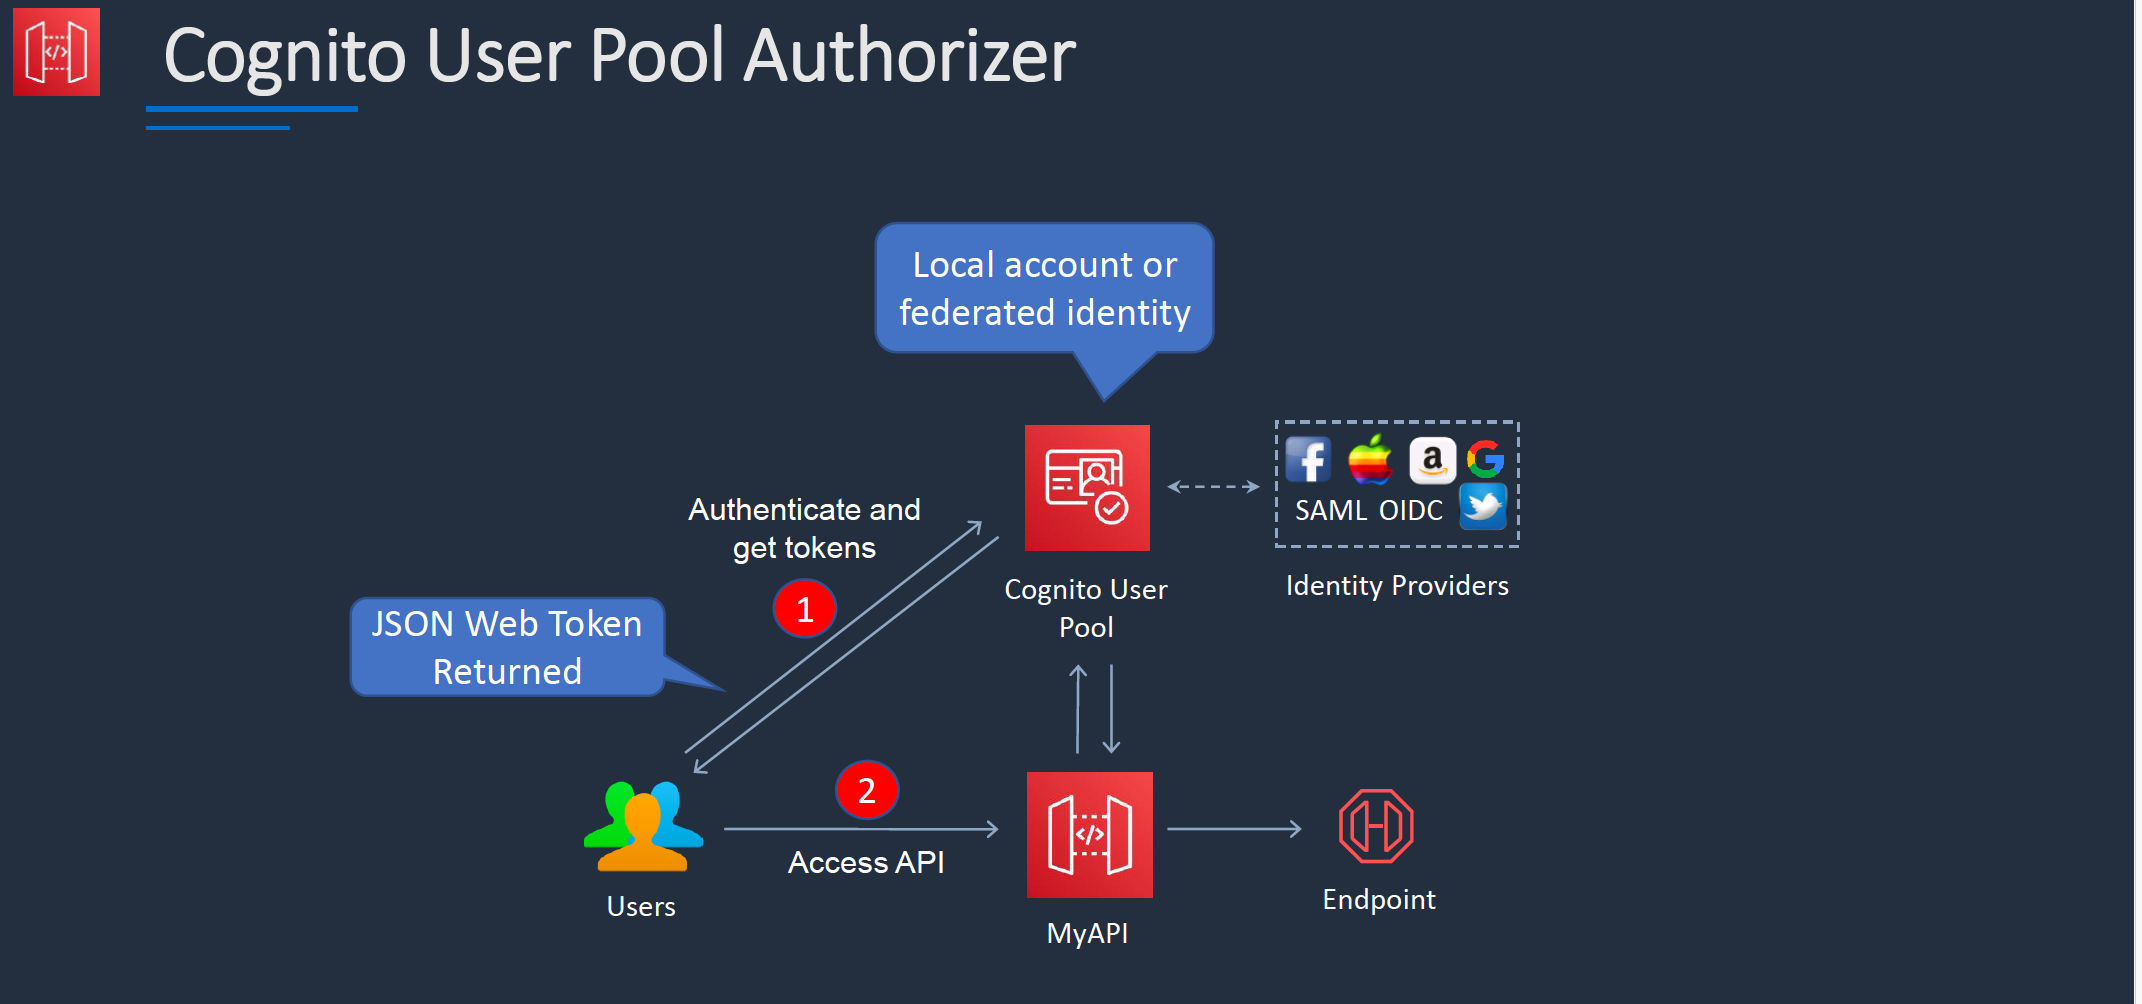 Cognito User Pool Authorizer
Local account or
federated identity
Authenticate and
get tokens
SAML OIDC
Cognito User
Pool
Identity Providers
1
JSON Web Token
Returned
2
Access API
Users
MyAPI
Endpoint